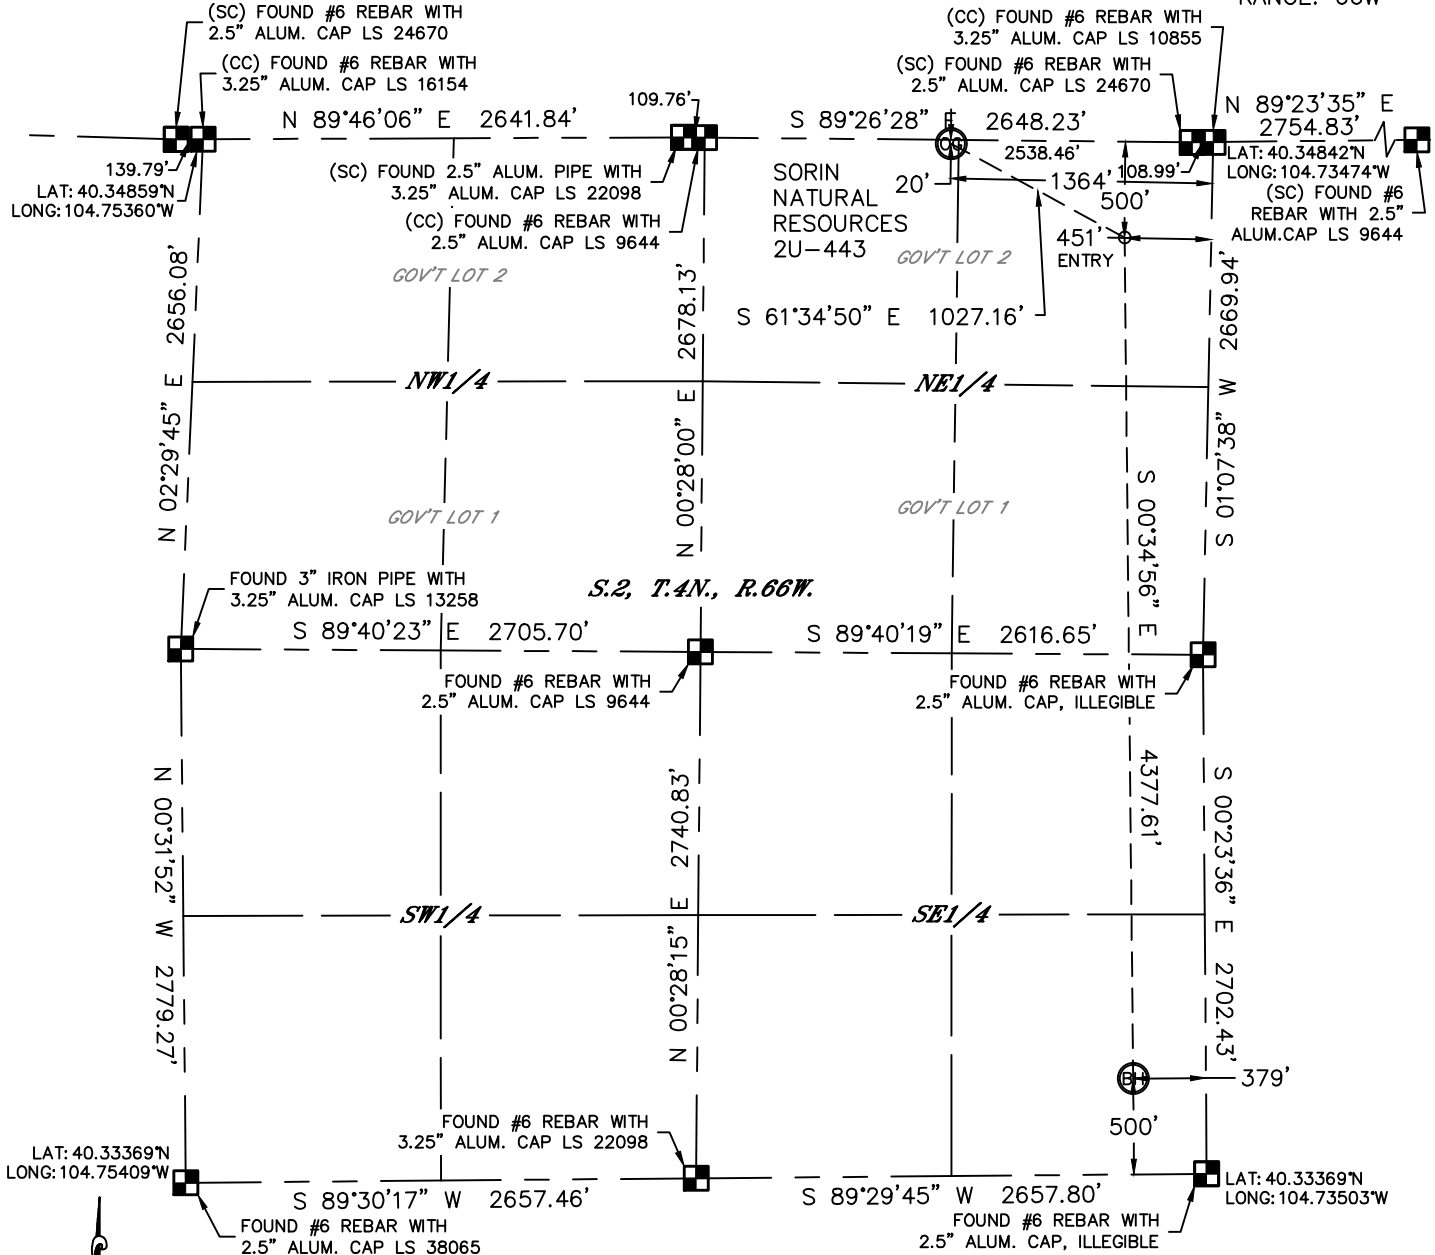 (SC) FOUND #6 REBAR WITH
2.5" ALUM. CAP LS 24670
(CC) FOUND #6 REBAR WITH
3.25" ALUM. CAP LS 16154
N 89°46'06" E 2641.84'
109.76'
(CC) FOUND #6 REBAR WITH
3.25" ALUM. CAP LS 10855
(SC) FOUND #6 REBAR WITH
2.5" ALUM. CAP LS 24670
S 89°26'28" E 2648.23'
2538.46'
N 89°23'35" E
2754.83'
139.79'
LAT: 40.34859°N
LONG: 104.75360°W
(SC) FOUND 2.5" ALUM. PIPE WITH
3.25" ALUM. CAP LS 22098
(CC) FOUND #6 REBAR WITH
2.5" ALUM. CAP LS 9644
SORIN
NATURAL
RESOURCES
2U-443
OG
20'
1364'
108.99'
500'
LAT: 40.34842°N
LONG: 104.73474°W
(SC) FOUND #6
REBAR WITH 2.5"
ALUM.CAP LS 9644
451'
ENTRY
GOV'T LOT 2
GOV'T LOT 2
S 61°34'50" E 1027.16'
N 02°29'45" E 2656.08'
N 00°28'00" E 2678.13'
S 01°07'38" W 2669.94'
NW1/4
NE1/4
GOV'T LOT 1
GOV'T LOT 1
S 00°34'56" E 4377.61'
FOUND 3" IRON PIPE WITH
3.25" ALUM. CAP LS 13258
S.2, T.4N., R.66W.
S 89°40'23" E 2705.70'
S 89°40'19" E 2616.65'
FOUND #6 REBAR WITH
2.5" ALUM. CAP LS 9644
FOUND #6 REBAR WITH
2.5" ALUM. CAP, ILLEGIBLE
N 00°31'52" W 2779.27'
N 00°28'15" E 2740.83'
S 00°23'36" E 2702.43'
SW1/4
SE1/4
BH
379'
500'
FOUND #6 REBAR WITH
3.25" ALUM. CAP LS 22098
LAT: 40.33369°N
LONG: 104.75409°W
S 89°30'17" W 2657.46'
S 89°29'45" W 2657.80'
LAT: 40.33369°N
LONG: 104.73503°W
FOUND #6 REBAR WITH
2.5" ALUM. CAP LS 38065
FOUND #6 REBAR WITH
2.5" ALUM. CAP, ILLEGIBLE